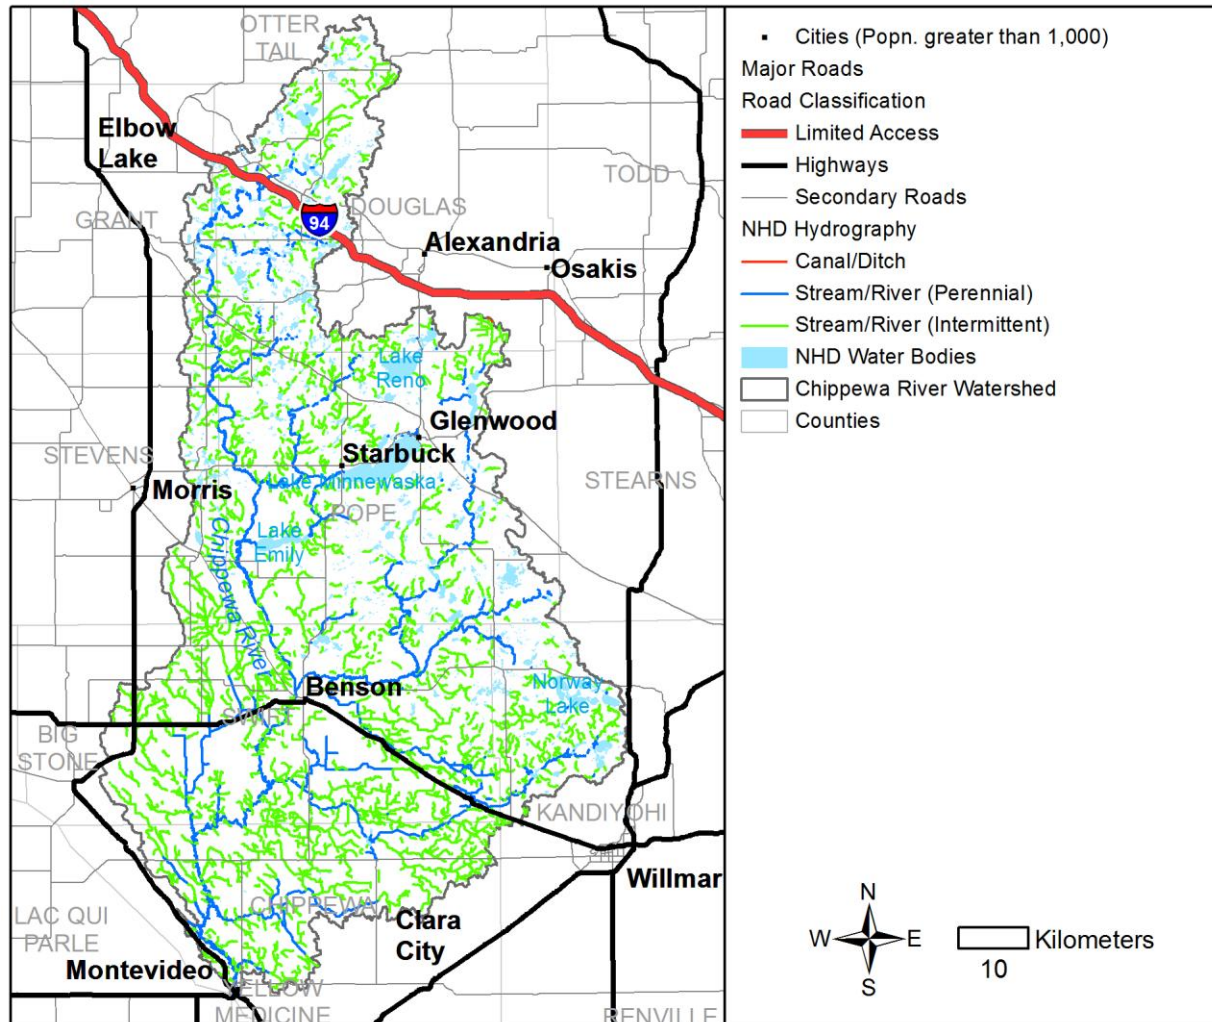 OTTER
TAIL
Elbow
Lake
TODD
GRANT
DOUGLAS
94
Alexandria
Osakis
Lake
Reno
Glenwood
Starbuck
STEVENS
Lake Minnewaska
STEARNS
Morris
POPE
Lake
Emily
Chippewa River
Benson
Norway
Lake
SWIFT
BIG
STONE
KANDIYOHI
Willmar
CHIPPEWA
LAC QUI
PARLE
Clara
City
Montevideo
YELLOW
MEDICINE
RENVILLE
Cities (Popn. greater than 1,000)
Major Roads
Road Classification
Limited Access
Highways
Secondary Roads
NHD Hydrography
Canal/Ditch
Stream/River (Perennial)
Stream/River (Intermittent)
NHD Water Bodies
Chippewa River Watershed
Counties
N
W
E
S
Kilometers
10